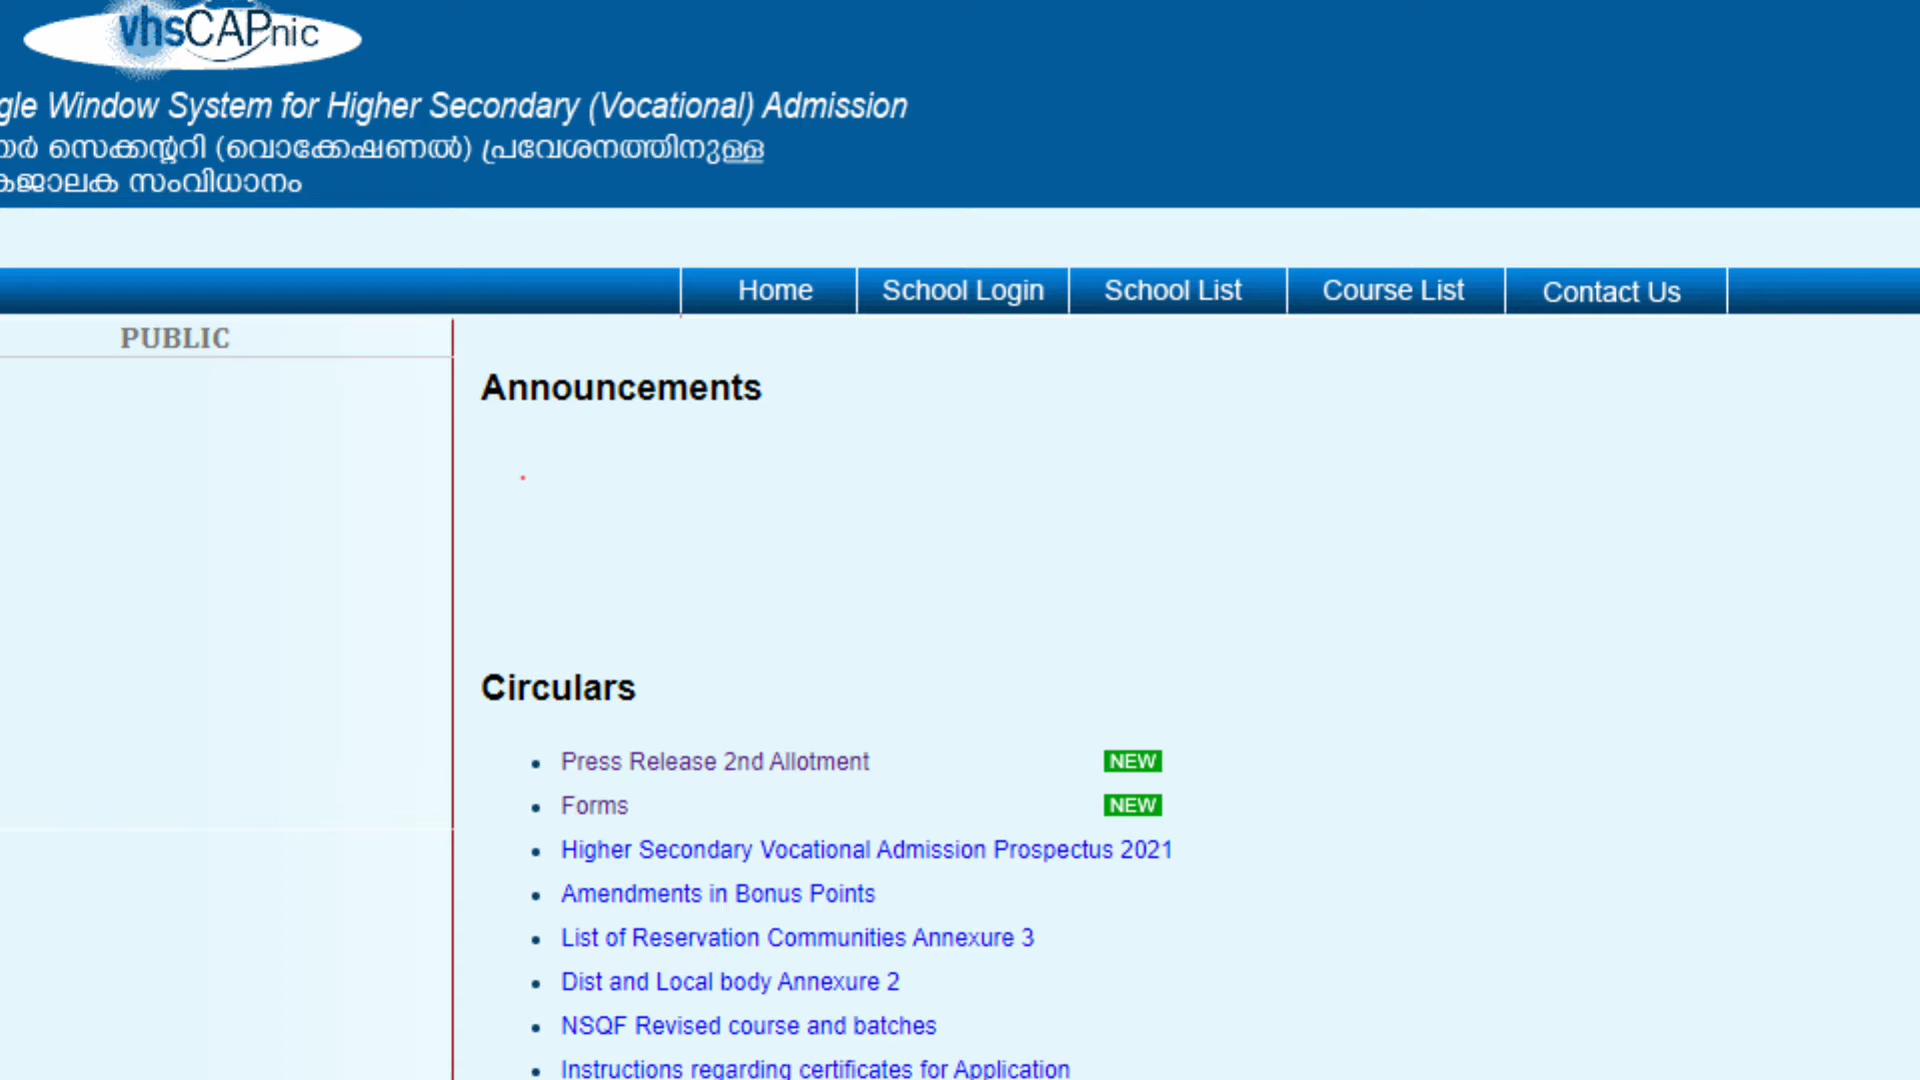 vhsCAPnic
gle Window System for Higher Secondary (Vocational) Admission
സെക്കന്ററി (വൊക്കേഷണൽ) പ്രവേശനത്തിനുള്ള
കജാലക സംവിധാനം
Home School Login School List Course List Contact Us
PUBLIC
Announcements
Circulars
Press Release 2nd Allotment NEW
Forms NEW
Higher Secondary Vocational Admission Prospectus 2021
Amendments in Bonus Points
List of Reservation Communities Annexure 3
Dist and Local body Annexure 2
NSQF Revised course and batches
Instructions regarding certificates for Application